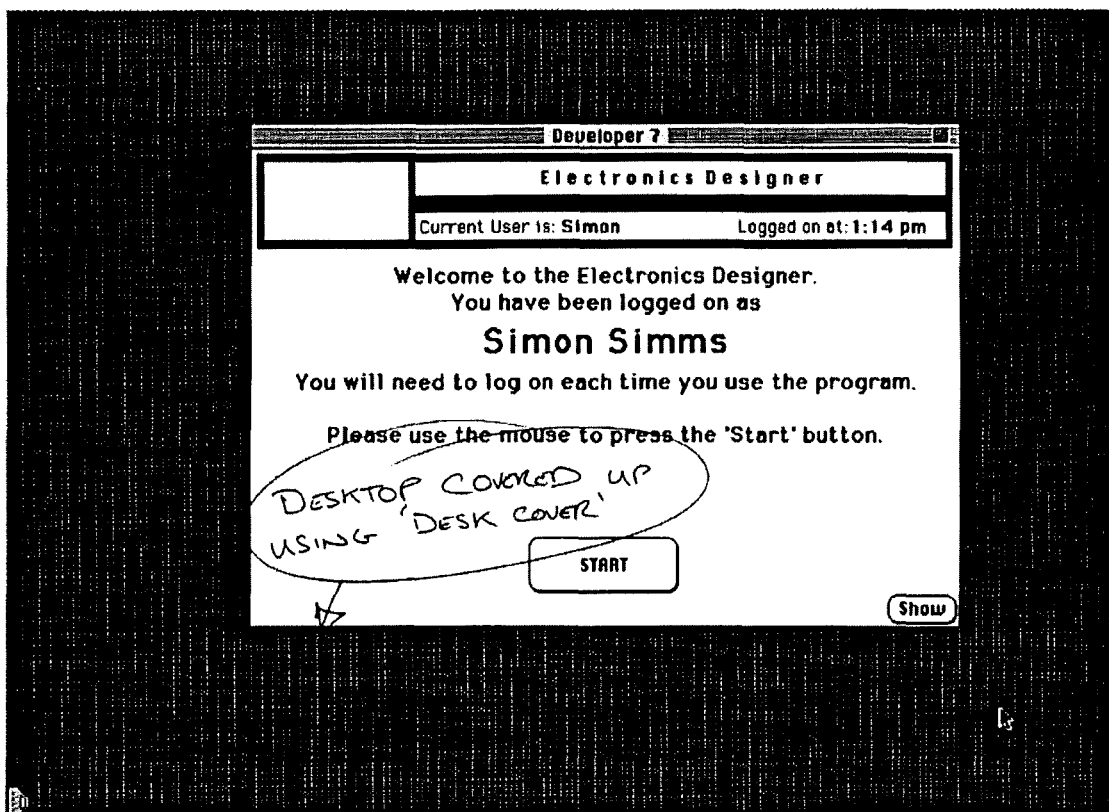 Developer 7
Electronics Designer
Current User is: Simon Logged on at: 1:14 pm
Welcome to the Electronics Designer.
You have been logged on as
Simon Simms
You will need to log on each time you use the program.
Please use the mouse to press the 'Start' button.
DESKTOP COVERED UP
USING 'DESK COVER'
START
Show